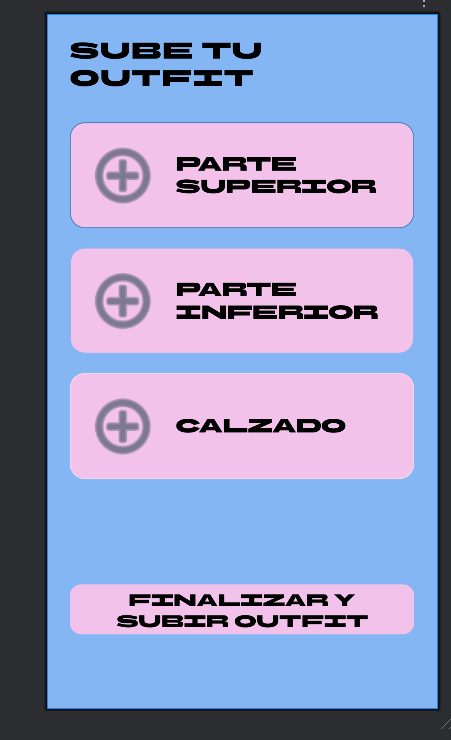 SUBE TU
OUTFIT
PARTE
SUPERIOR
PARTE
INFERIOR
CALZADO
FINALIZAR Y
SUBIR OUTFIT